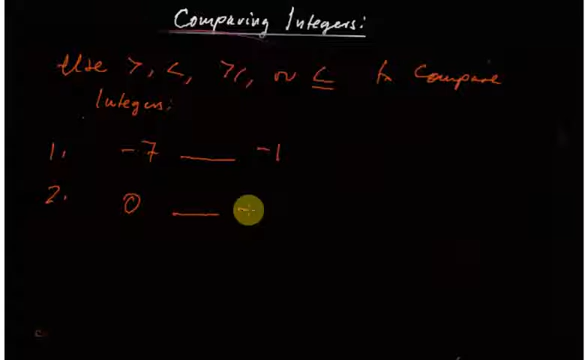 Comparing Integers:
Use >, <, ≥, or ≤ to Compare
Integers:
1. -7 ___ -1
2. 0 ___